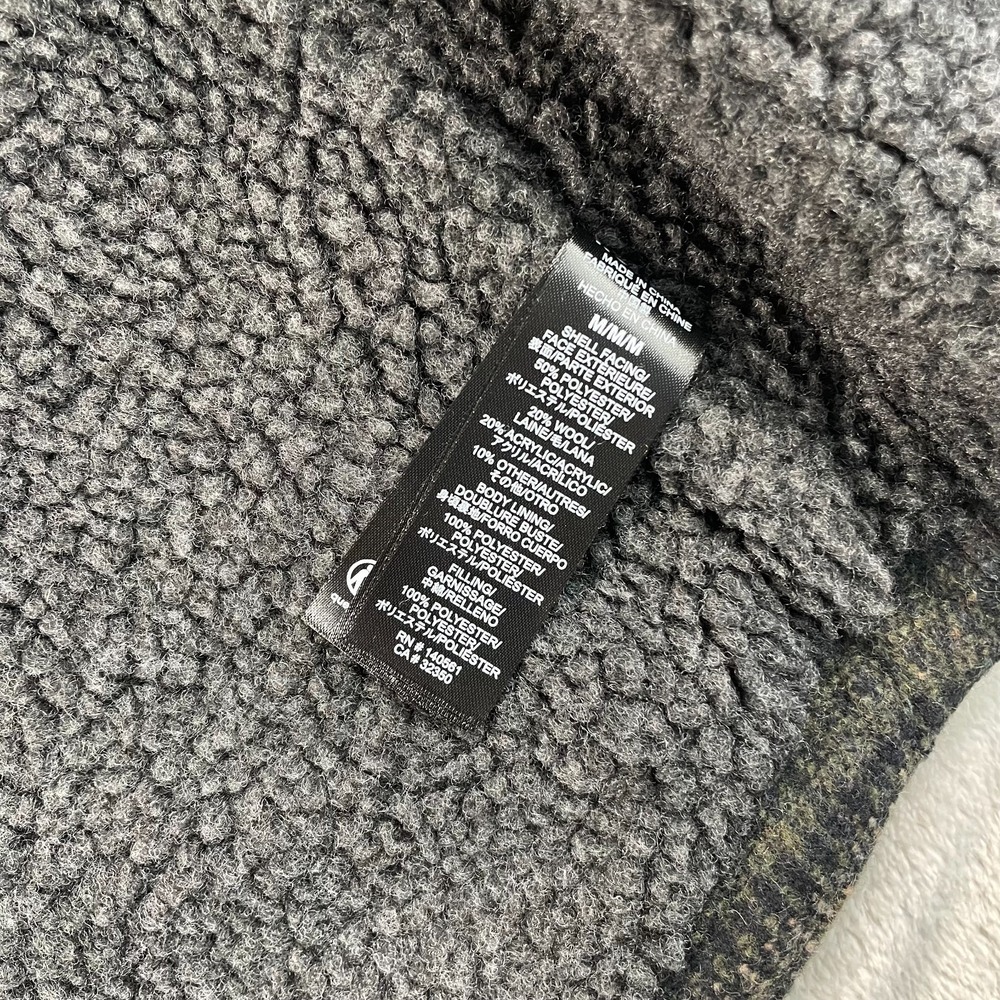 MADE IN CHINA
FABRIQUE EN CHINE
HECHO EN CHINA
M/M/M
SHELL FACING/
FACE EXTERIEURE/
表面/PARTE EXTERIOR
50% POLYESTER/
POLYESTER/
ポリエステル/POLIÉSTER
20% WOOL/
LAINE/毛/LANA
20% ACRYLIC/ACRYLIC/
アクリル/ACRÍLICO
10% OTHER/AUTRES/
その他/OTRO
BODY LINING/
DOUBLURE BUSTE/
身頃裏地/FORRO CUERPO
100% POLYESTER/
POLYESTER/
ポリエステル/POLIÉSTER
FILLING/
GARNISSAGE/
中綿/RELLENO
100% POLYESTER/
POLYESTER/
ポリエステル/POLIÉSTER
RN # 140561
CA # 32350